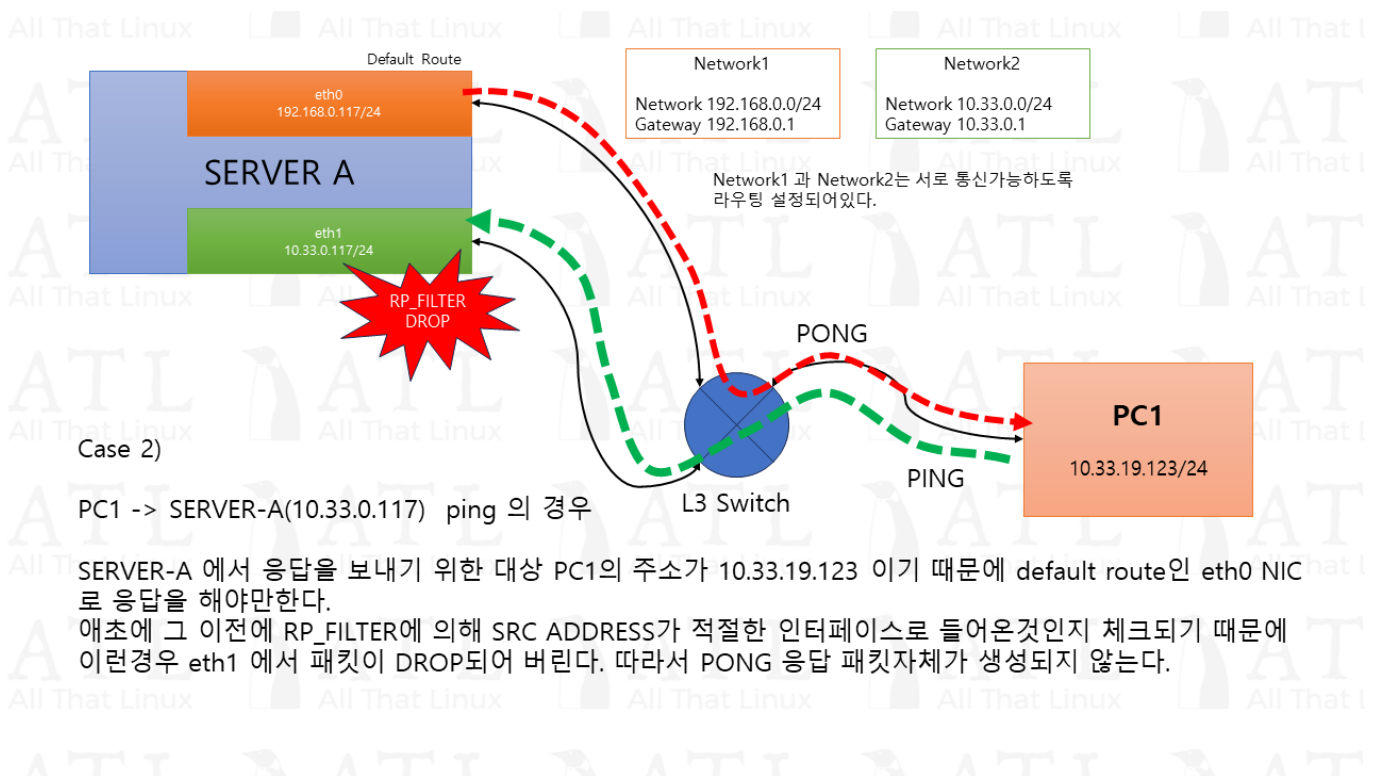 Default Route
eth0
192.168.0.117/24
SERVER A
eth1
10.33.0.117/24
RP_FILTER
DROP
Network1
Network 192.168.0.0/24
Gateway 192.168.0.1
Network2
Network 10.33.0.0/24
Gateway 10.33.0.1
Network1 과 Network2는 서로 통신가능하도록
라우팅 설정되어있다.
PONG
PING
L3 Switch
PC1
10.33.19.123/24
Case 2)
PC1 -> SERVER-A(10.33.0.117) ping 의 경우
SERVER-A 에서 응답을 보내기 위한 대상 PC1의 주소가 10.33.19.123 이기 때문에 default route인 eth0 NIC
로 응답을 해야만한다.
애초에 그 이전에 RP_FILTER에 의해 SRC ADDRESS가 적절한 인터페이스로 들어온것인지 체크되기 때문에
이런경우 eth1 에서 패킷이 DROP되어 버린다. 따라서 PONG 응답 패킷자체가 생성되지 않는다.
ATL
All That Linux